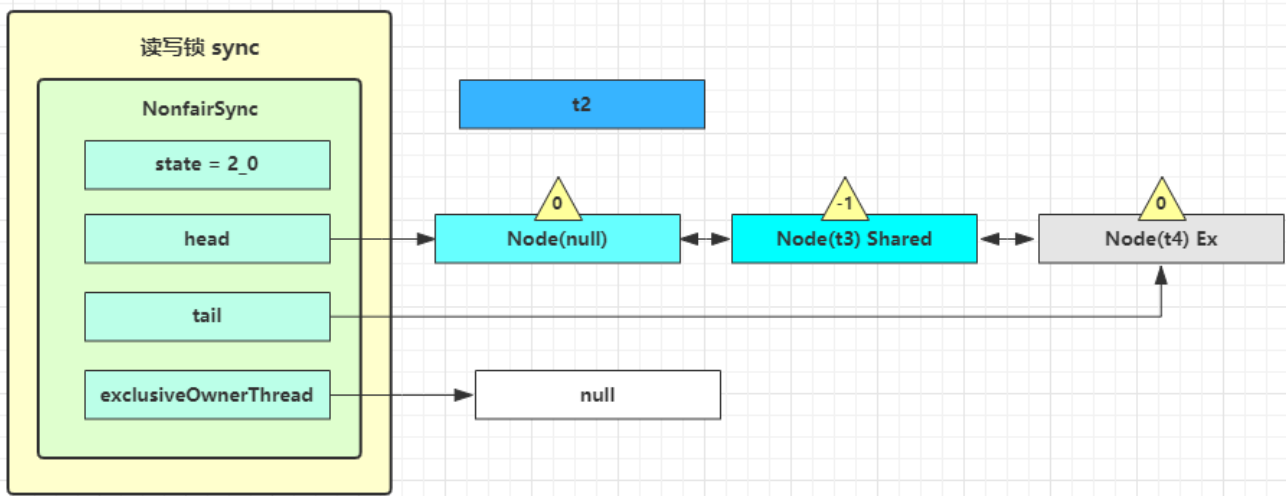 读写锁 sync
NonfairSync
t2
state = 2_0
0
-1
0
head
Node(null)
Node(t3) Shared
Node(t4) Ex
tail
exclusiveOwnerThread
null